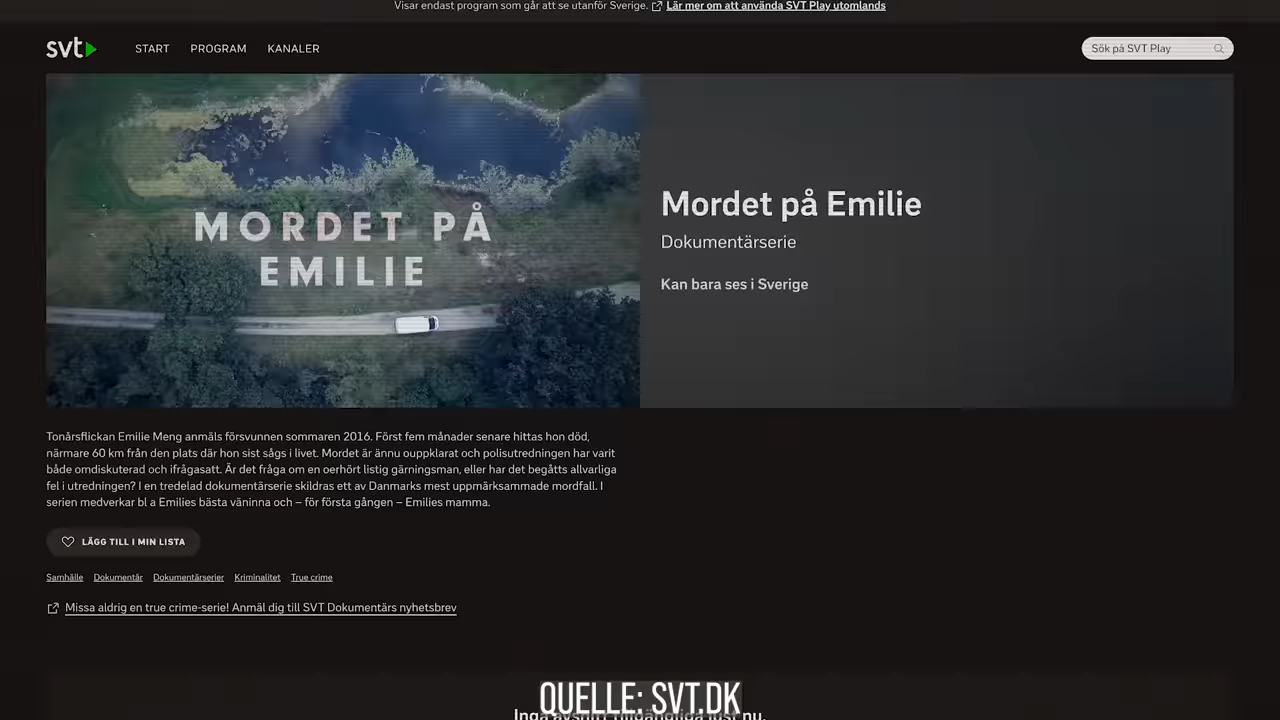 Visar endast program som går att se utanför Sverige. Lär mer om att använda SVT Play utomlands
svt
START PROGRAM KANALER
Sök på SVT Play
MORDET PÅ
EMILIE
Mordet på Emilie
Dokumentärserie
Kan bara ses i Sverige
Tonårsflickan Emilie Meng anmäls försvunnen sommaren 2016. Först fem månader senare hittas hon död,
närmare 60 km från den plats där hon sist sågs i livet. Mordet är ännu ouppklarat och polisutredningen har varit
både omdiskuterad och ifrågasatt. Är det fråga om en oerhört listig gärningsman, eller har det begåtts allvarliga
fel i utredningen? I en tredelad dokumentärserie skildras ett av Danmarks mest uppmärksammade mordfall. I
serien medverkar bl a Emilies bästa väninna och – för första gången – Emilies mamma.
LÄGG TILL I MIN LISTA
Samhälle Dokumentär Dokumentärserier Kriminalitet True crime
Missa aldrig en true crime-serie! Anmäl dig till SVT Dokumentärs nyhetsbrev
QUELLE: SVT.DK
Inga nu.